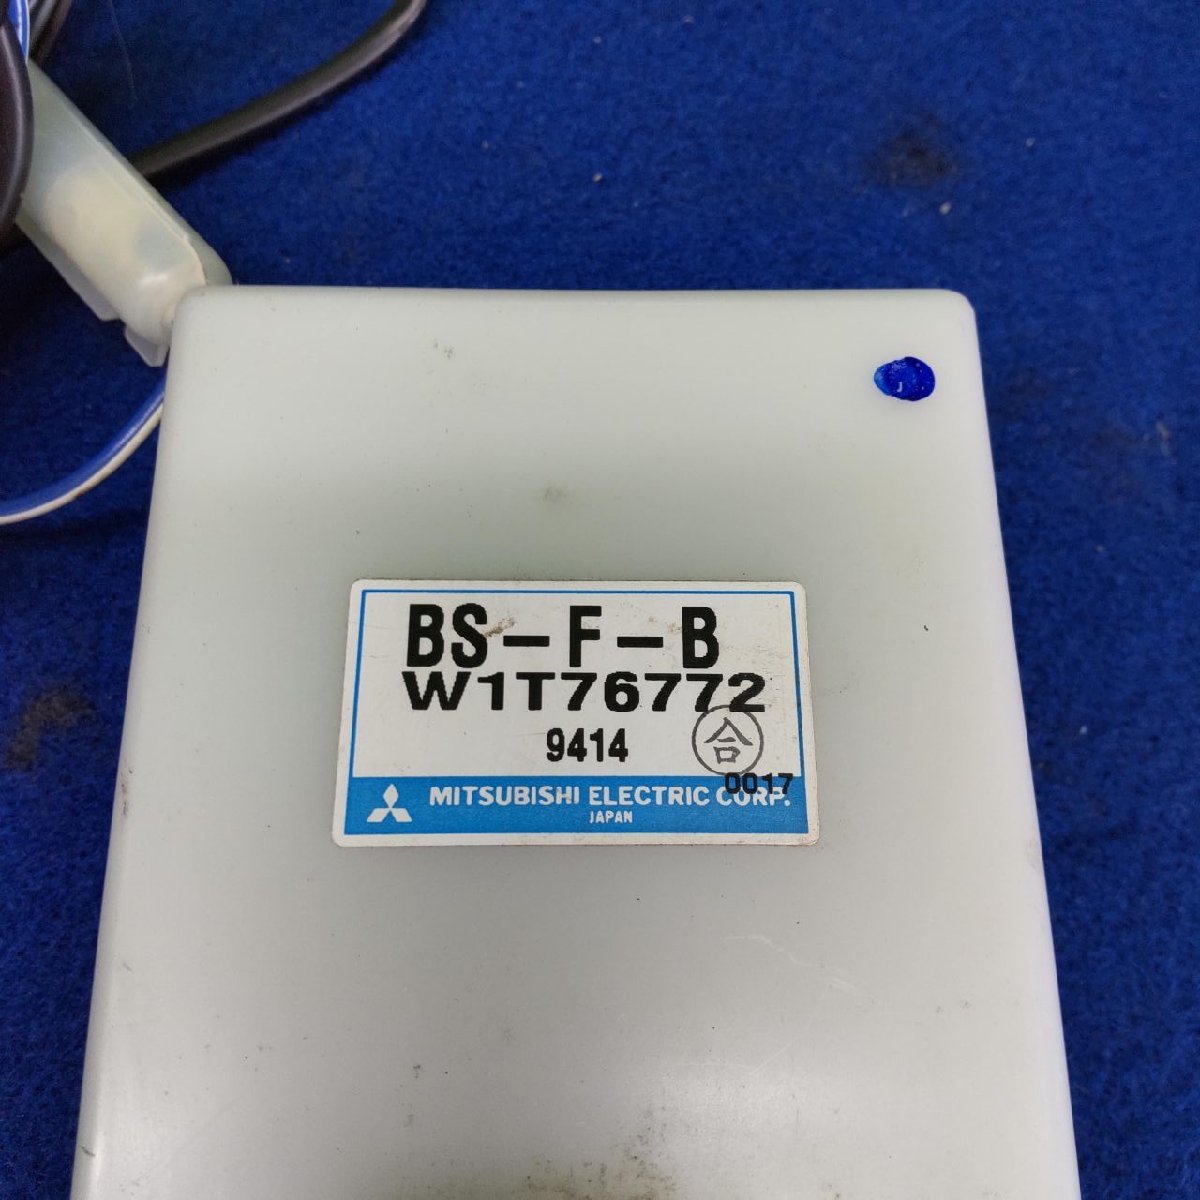 BS-F-B
W1T76772
9414 合
0017
MITSUBISHI ELECTRIC CORP.
JAPAN